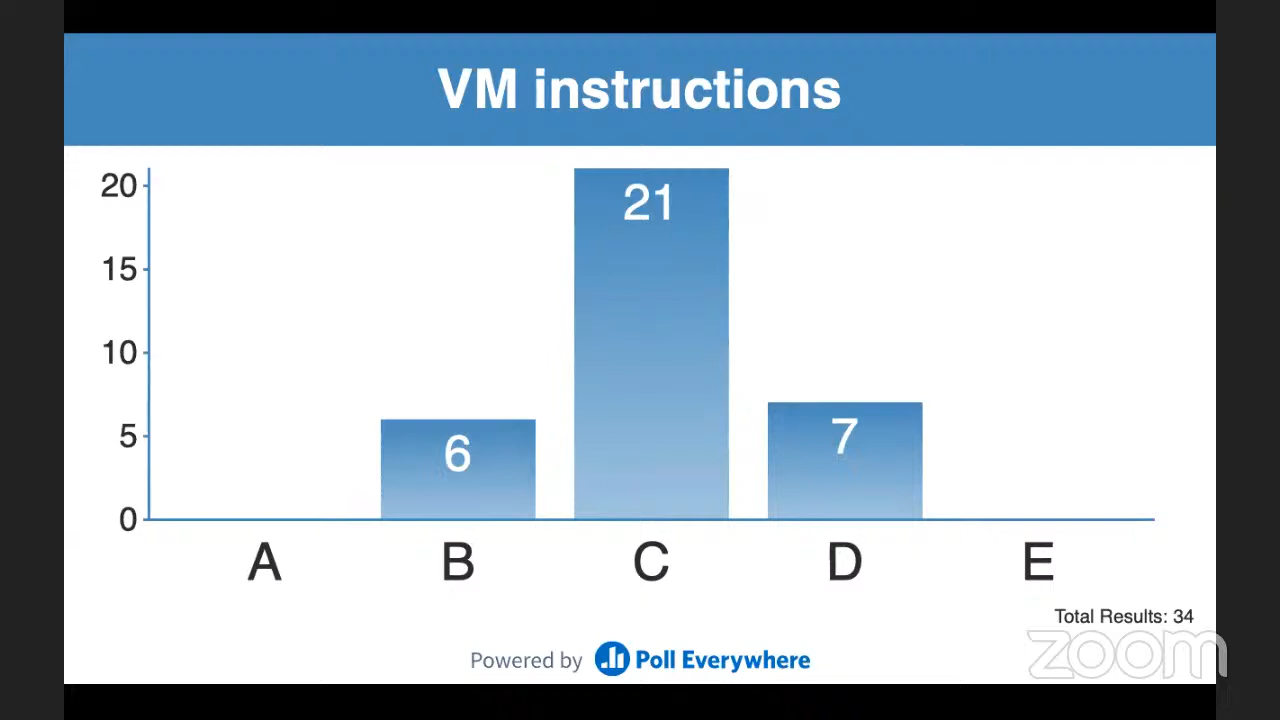 VM instructions
20
15
10
5
0
6
21
7
A B C D E
Total Results: 34
Powered by Poll Everywhere
zoom